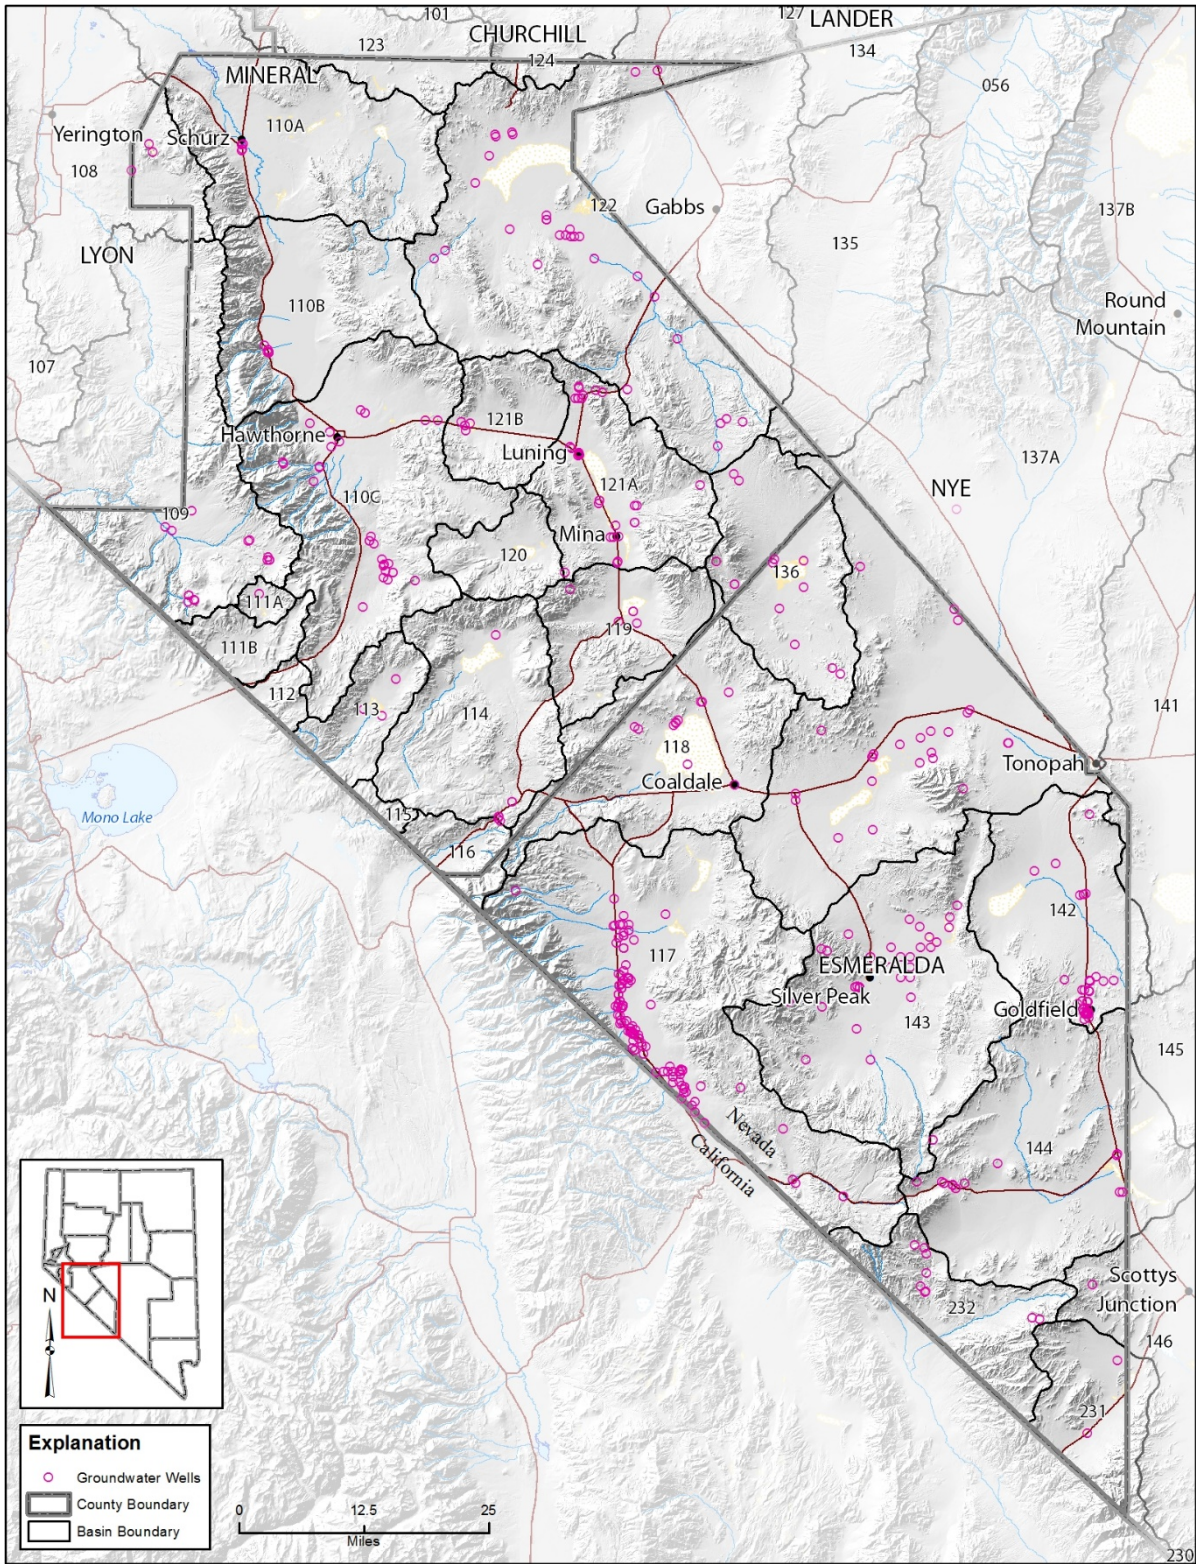 101
127
LANDER
CHURCHILL
123
134
124
MINERAL
056
110A
Yerington
Schurz
108
122
Gabbs
137B
135
LYON
110B
Round
Mountain
107
121B
Hawthorne
Luning
137A
121A
NYE
110C
109
Mina
120
136
111A
119
111B
112
113
114
141
118
Tonopah
Coaldale
Mono Lake
115
116
142
117
ESMERALDA
Silver Peak
Goldfield
143
145
Nevada
California
144
Scottys
Junction
232
146
231
230
N
Explanation
Groundwater Wells
County Boundary
Basin Boundary
0
12.5
25
Miles